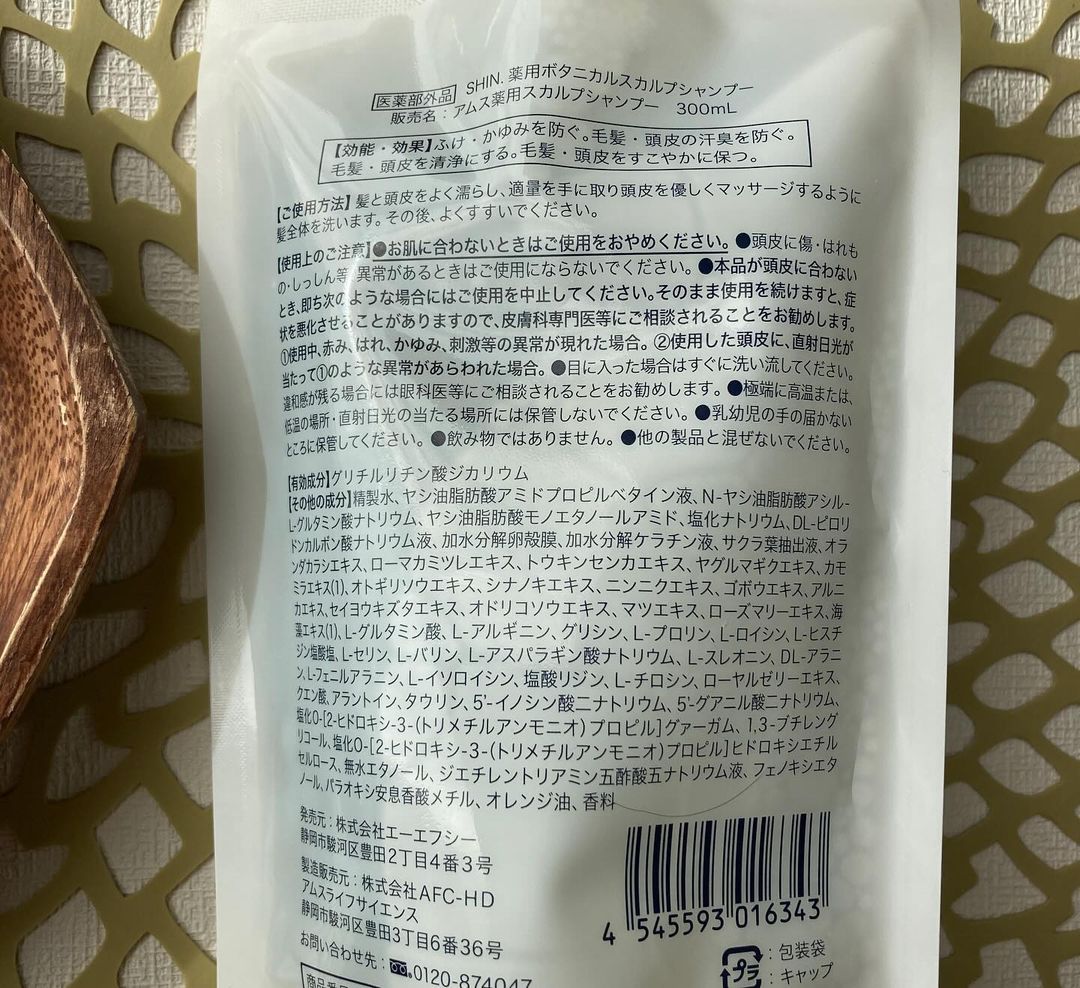 医薬部外品 SHIN. 薬用ボタニカルスカルプシャンプー
販売名：アムス薬用スカルプシャンプー 300mL
【効能・効果】ふけ・かゆみを防ぐ。毛髪・頭皮の汗臭を防ぐ。
毛髪・頭皮を清浄にする。毛髪・頭皮をすこやかに保つ。
【ご使用方法】髪と頭皮をよく濡らし、適量を手に取り頭皮を優しくマッサージするように
髪全体を洗います。その後、よくすすいでください。
【使用上のご注意】●お肌に合わないときはご使用をおやめください。●頭皮に傷・はれも
の・しっしん等、異常があるときはご使用にならないでください。●本品が頭皮に合わない
とき、即ち次のような場合にはご使用を中止してください。そのまま使用を続けますと、症
状を悪化させることがありますので、皮膚科専門医等にご相談されることをお勧めします。
①使用中、赤み、はれ、かゆみ、刺激等の異常が現れた場合。②使用した頭皮に、直射日光が
当たって①のような異常があらわれた場合。●目に入った場合はすぐに洗い流してください。
違和感が残る場合には眼科医等にご相談されることをお勧めします。●極端に高温または、
低温の場所・直射日光の当たる場所には保管しないでください。●乳幼児の手の届かない
ところに保管してください。●飲み物ではありません。●他の製品と混ぜないでください。
【有効成分】グリチルリチン酸ジカリウム
【その他の成分】精製水、ヤシ油脂肪酸アミドプロピルベタイン液、N-ヤシ油脂肪酸アシル-
L-グルタミン酸ナトリウム、ヤシ油脂肪酸モノエタノールアミド、塩化ナトリウム、DL-ピロリ
ドンカルボン酸ナトリウム液、加水分解卵殻膜、加水分解ケラチン液、サクラ葉抽出液、オラ
ンダカラシエキス、ローマカミツレエキス、トウキンセンカエキス、ヤグルマギクエキス、カモ
ミラエキス(1)、オトギリソウエキス、シナノキエキス、ニンニクエキス、ゴボウエキス、アルニ
カエキス、セイヨウキズタエキス、オドリコソウエキス、マツエキス、ローズマリーエキス、海
藻エキス(1)、L-グルタミン酸、L-アルギニン、グリシン、L-プロリン、L-ロイシン、L-ヒスチ
ジン塩酸塩、L-セリン、L-バリン、L-アスパラギン酸ナトリウム、L-スレオニン、DL-アラニ
ン、L-フェニルアラニン、L-イソロイシン、塩酸リジン、L-チロシン、ローヤルゼリーエキス、
クエン酸、アラントイン、タウリン、5'-イノシン酸二ナトリウム、5'-グアニル酸二ナトリウム、
塩化O-[2-ヒドロキシ-3-(トリメチルアンモニオ)プロピル]グァーガム、1,3-ブチレング
リコール、塩化O-[2-ヒドロキシ-3-(トリメチルアンモニオ)プロピル]ヒドロキシエチル
セルロース、無水エタノール、ジエチレントリアミン五酢酸五ナトリウム液、フェノキシエタ
ノール、パラオキシ安息香酸メチル、オレンジ油、香料
発売元：株式会社エーエフシー
静岡市駿河区豊田2丁目4番3号
製造販売元：株式会社AFC-HD
アムスライフサイエンス
静岡市駿河区豊田3丁目6番36号
お問い合わせ先：0120-874047
商品番
4 545593 016343
プラ：包装袋
：キャップ